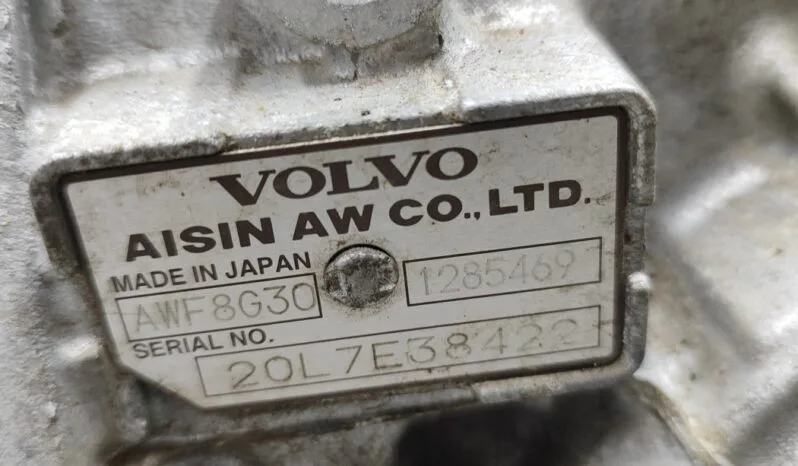 VOLVO
AISIN AW CO., LTD.
MADE IN JAPAN
AWF8G30 1285469
SERIAL NO.
20L7E38422